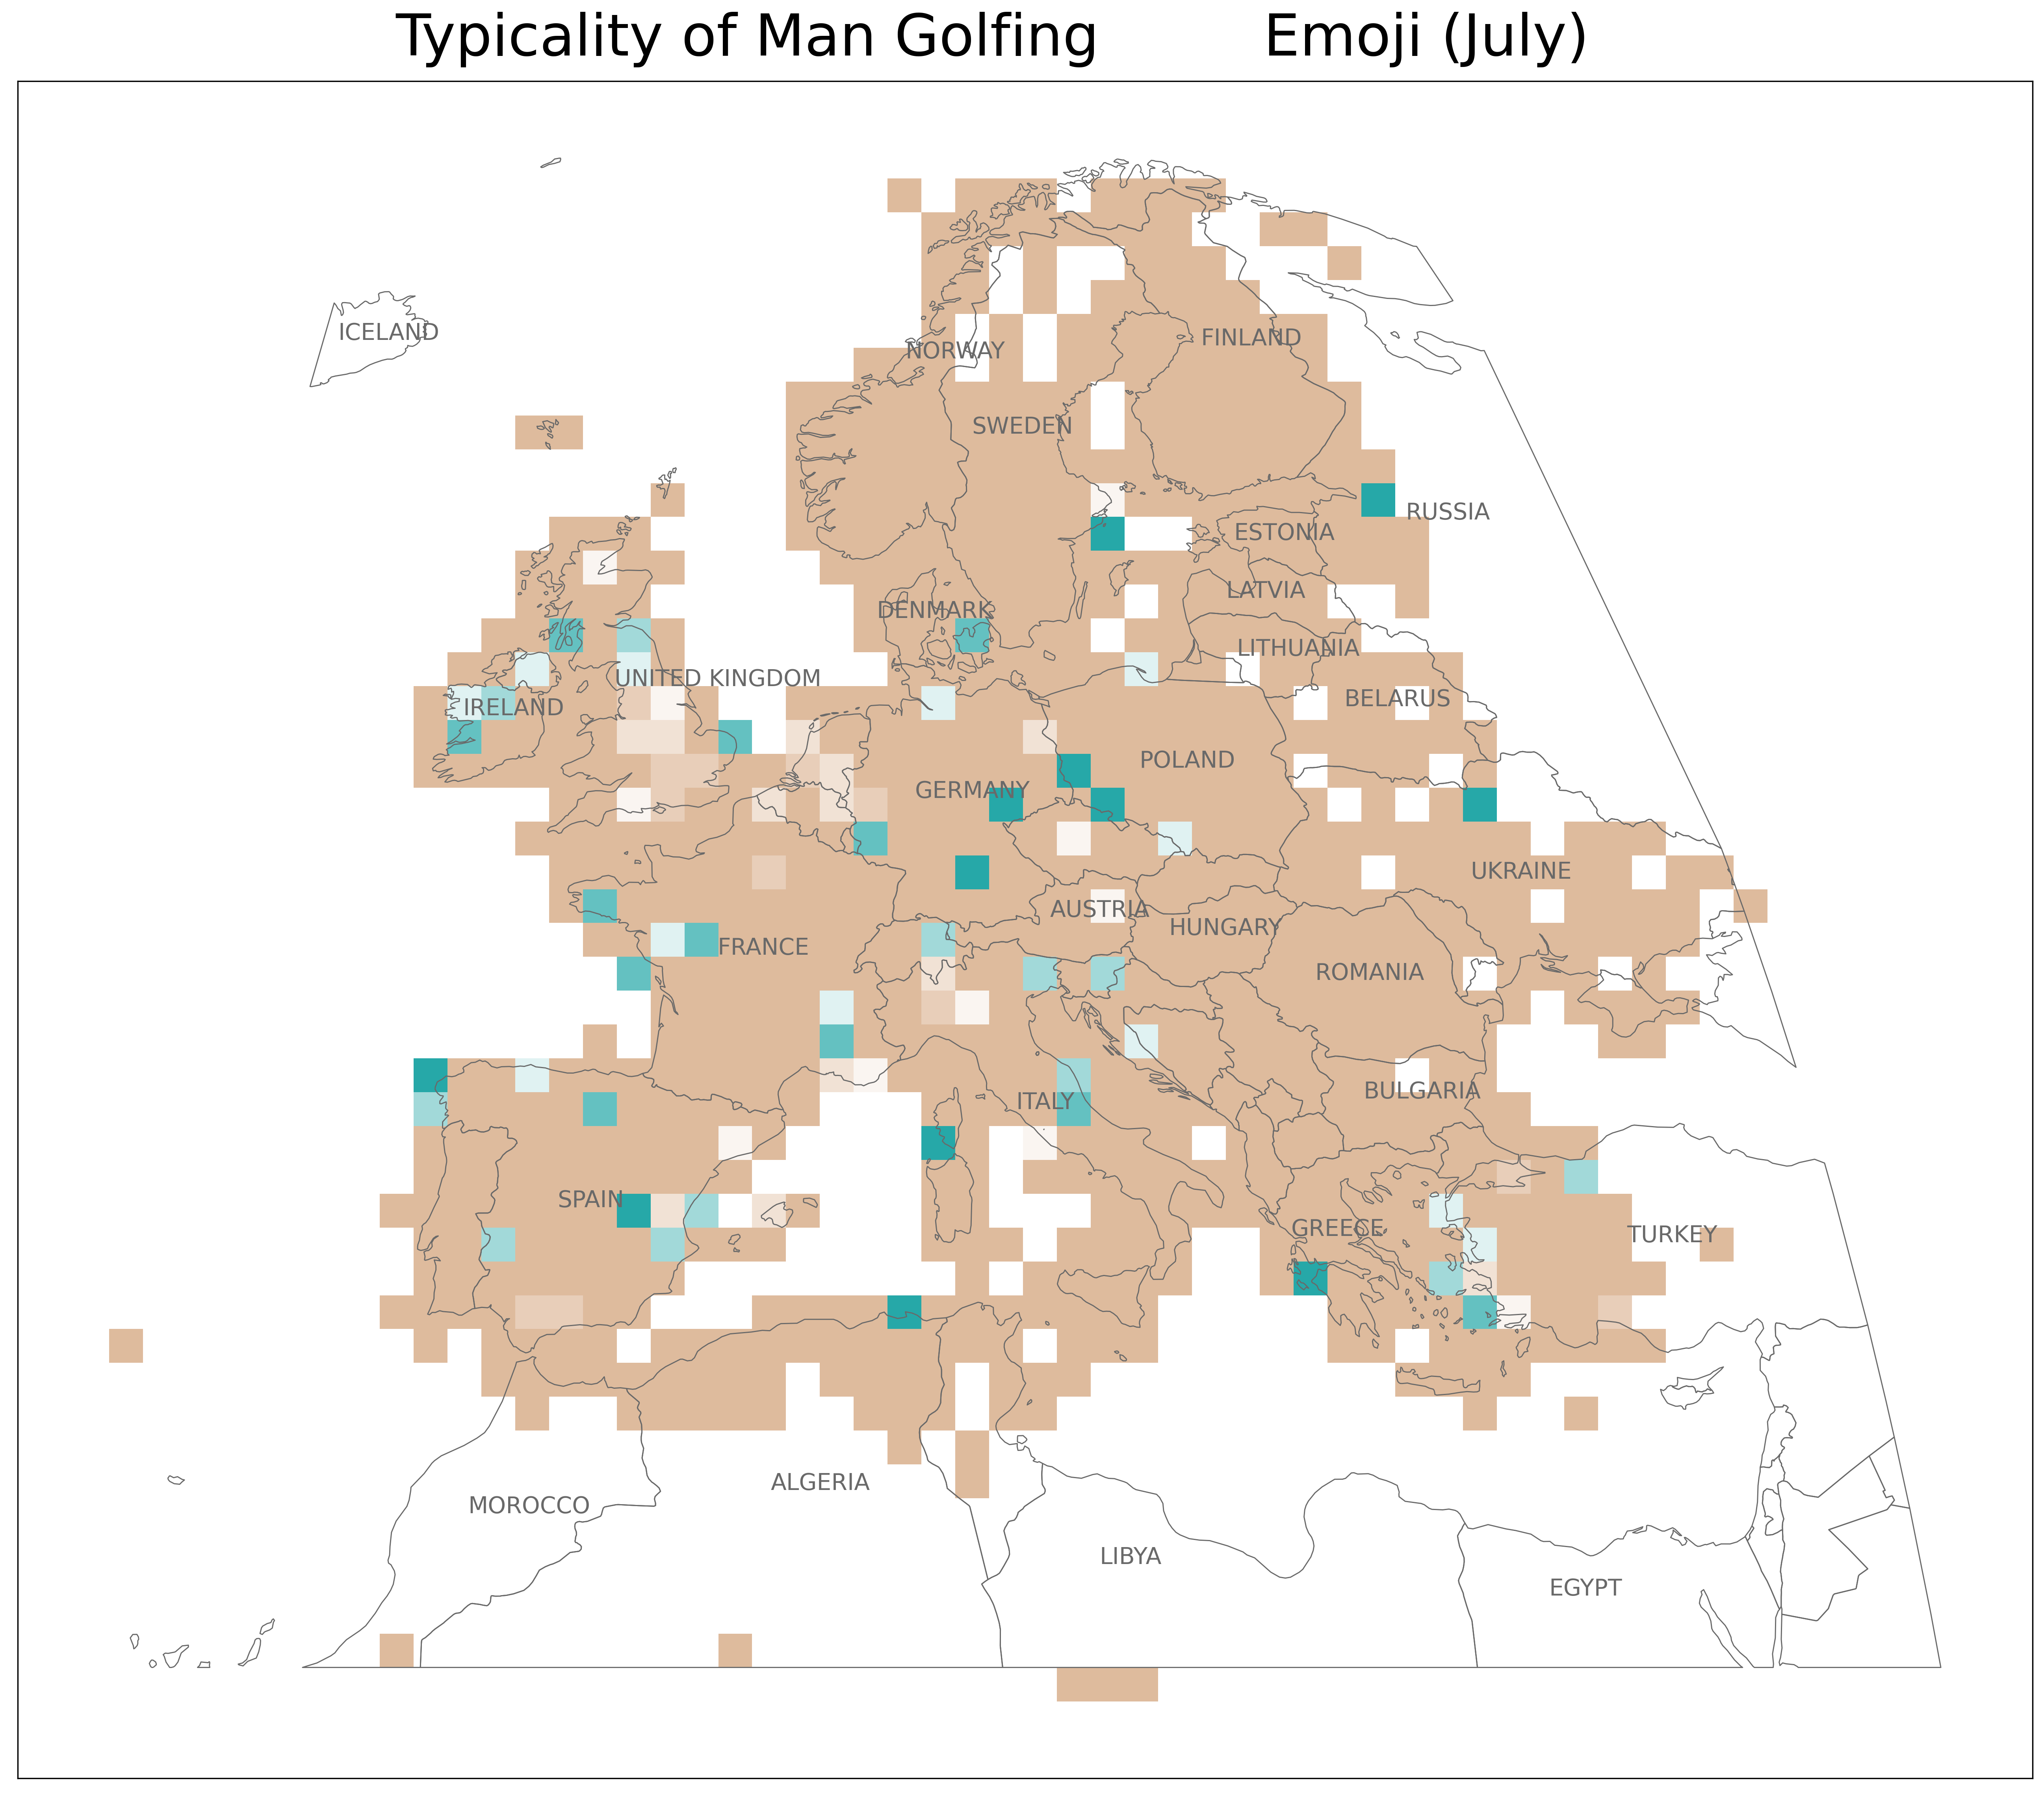 Typicality of Man Golfing Emoji (July)
ICELAND
NORWAY
FINLAND
SWEDEN
RUSSIA
ESTONIA
LATVIA
DENMARK
LITHUANIA
UNITED KINGDOM
BELARUS
IRELAND
POLAND
GERMANY
UKRAINE
AUSTRIA
HUNGARY
FRANCE
ROMANIA
BULGARIA
ITALY
SPAIN
GREECE
TURKEY
ALGERIA
MOROCCO
LIBYA
EGYPT